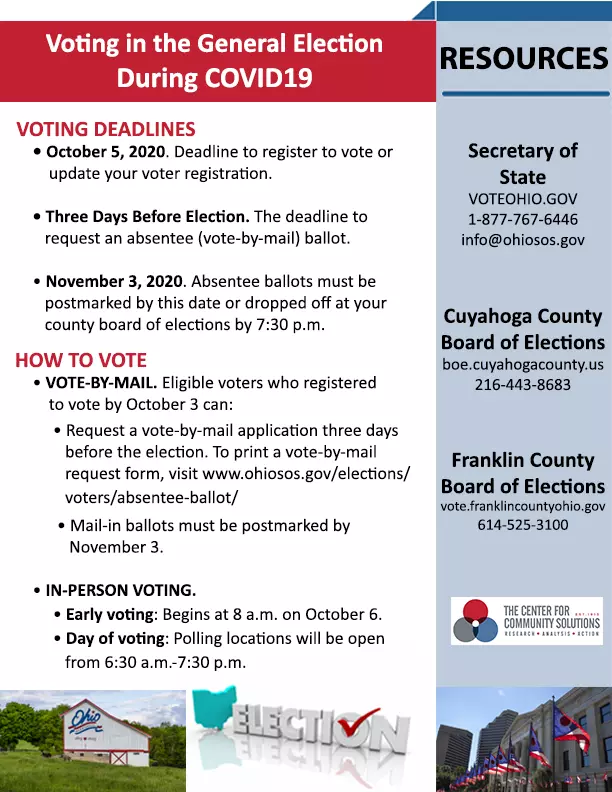 Voting in the General Election
During COVID19
VOTING DEADLINES
• October 5, 2020. Deadline to register to vote or
update your voter registration.
• Three Days Before Election. The deadline to
request an absentee (vote-by-mail) ballot.
• November 3, 2020. Absentee ballots must be
postmarked by this date or dropped off at your
county board of elections by 7:30 p.m.
HOW TO VOTE
• VOTE-BY-MAIL. Eligible voters who registered
to vote by October 3 can:
• Request a vote-by-mail application three days
before the election. To print a vote-by-mail
request form, visit www.ohiosos.gov/elections/
voters/absentee-ballot/
• Mail-in ballots must be postmarked by
November 3.
• IN-PERSON VOTING.
• Early voting: Begins at 8 a.m. on October 6.
• Day of voting: Polling locations will be open
from 6:30 a.m.-7:30 p.m.
RESOURCES
Secretary of
State
VOTEOHIO.GOV
1-877-767-6446
info@ohiosos.gov
Cuyahoga County
Board of Elections
boe.cuyahogacounty.us
216-443-8683
Franklin County
Board of Elections
vote.franklincountyohio.gov
614-525-3100
THE CENTER FOR
COMMUNITY SOLUTIONS
RESEARCH • ANALYSIS • ACTION
Ohio
ELECTION